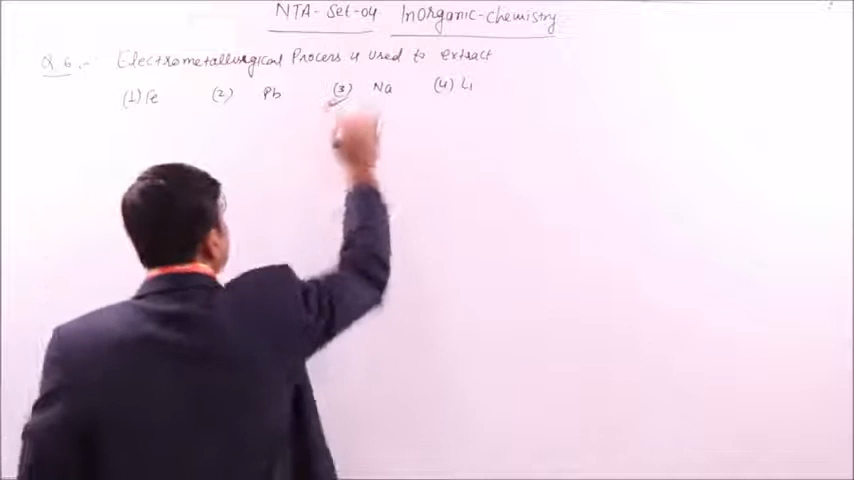 NTA-Set-04 Inorganic-chemistry
Q 6.- Electrometallurgical Process is used to extract
(1) Fe (2) Pb (3) Na (4) Li